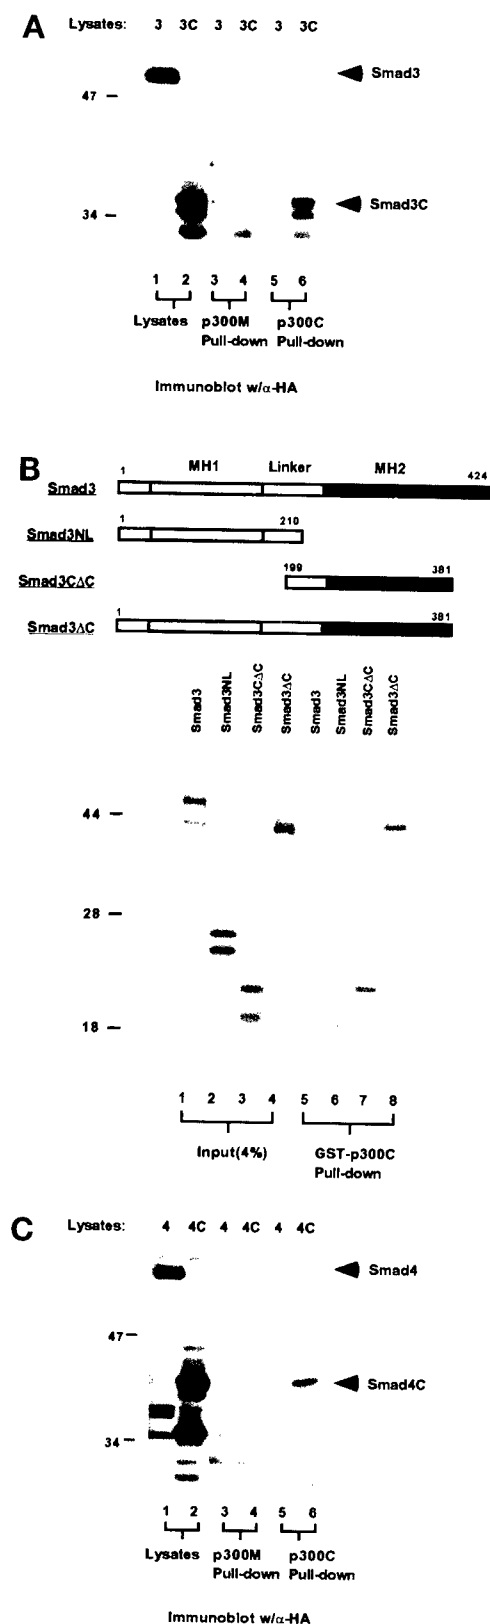 A
Lysates: 3 3C 3 3C 3 3C
Smad3
47
34
Smad3C
1 2 3 4 5 6
Lysates p300M p300C
Pull-down Pull-down
Immunoblot w/α-HA
B
1 MH1 Linker MH2 424
Smad3
1 210
Smad3NL
199 381
Smad3CΔC
1 381
Smad3ΔC
Smad3 Smad3NL Smad3CΔC Smad3ΔC Smad3 Smad3NL Smad3CΔC Smad3ΔC
44
28
18
1 2 3 4 5 6 7 8
Input(4%) GST-p300C
Pull-down
C
Lysates: 4 4C 4 4C 4 4C
Smad4
47
Smad4C
34
1 2 3 4 5 6
Lysates p300M p300C
Pull-down Pull-down
Immunoblot w/α-HA